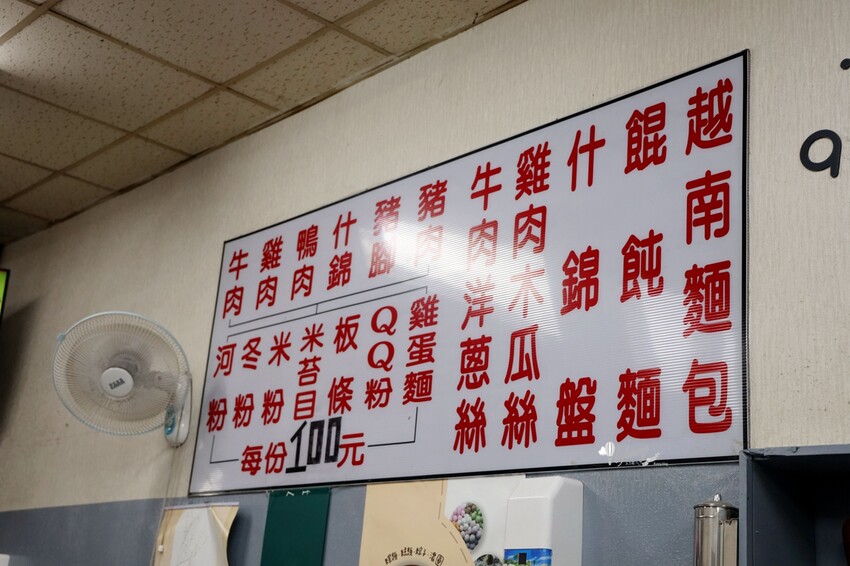 越南麵包
餛飩麵
什錦盤
雞肉木瓜絲
牛肉洋蔥絲
豬肉
豬腳
什錦
鴨肉
雞肉
牛肉
雞蛋麵
QQ粉
板條
米苔目
米粉
冬粉
河粉
每份100元